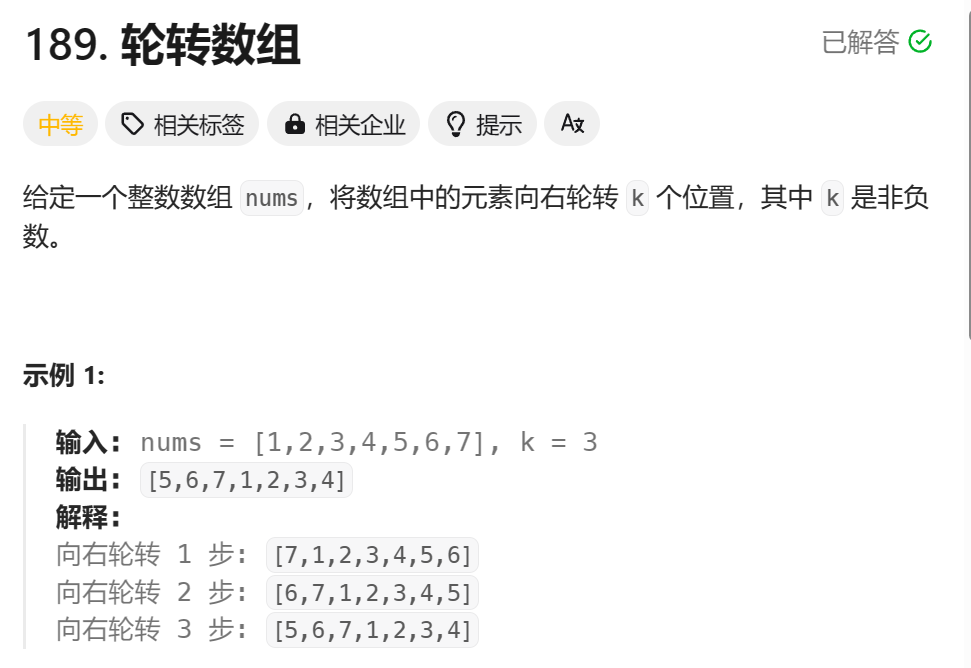 189. 轮转数组
已解答
中等 相关标签 相关企业 提示 Ax
给定一个整数数组 nums，将数组中的元素向右轮转 k 个位置，其中 k 是非负
数。
示例 1:
输入: nums = [1,2,3,4,5,6,7], k = 3
输出: [5,6,7,1,2,3,4]
解释:
向右轮转 1 步: [7,1,2,3,4,5,6]
向右轮转 2 步: [6,7,1,2,3,4,5]
向右轮转 3 步: [5,6,7,1,2,3,4]